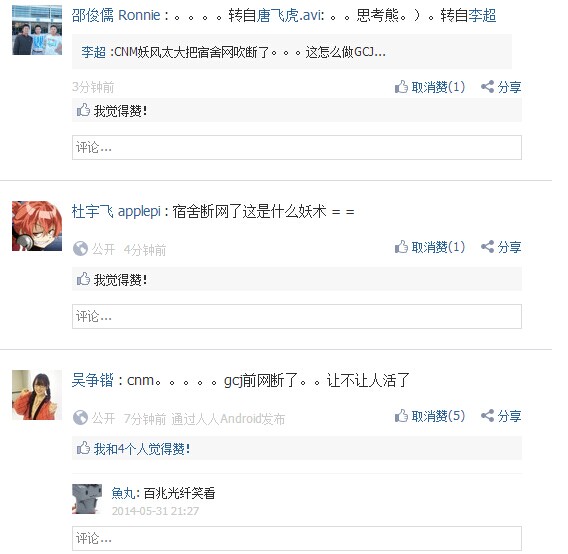 邵俊儒 Ronnie : 。。。。转自唐飞虎.avi: 。。思考熊。）。转自李超
李超 :CNM妖风太大把宿舍网吹断了。。。这怎么做GCJ...
3分钟前 取消赞(1) 分享
我觉得赞!
评论...
杜宇飞 applepi : 宿舍断网了这是什么妖术 = =
公开 4分钟前 取消赞(1) 分享
我觉得赞!
评论...
吴争锴 : cnm。。。。。gcj前网断了。。让不让人活了
公开 7分钟前 通过人人Android发布 取消赞(5) 分享
我和4个人觉得赞!
魚丸: 百兆光纤笑看
2014-05-31 21:27
评论...